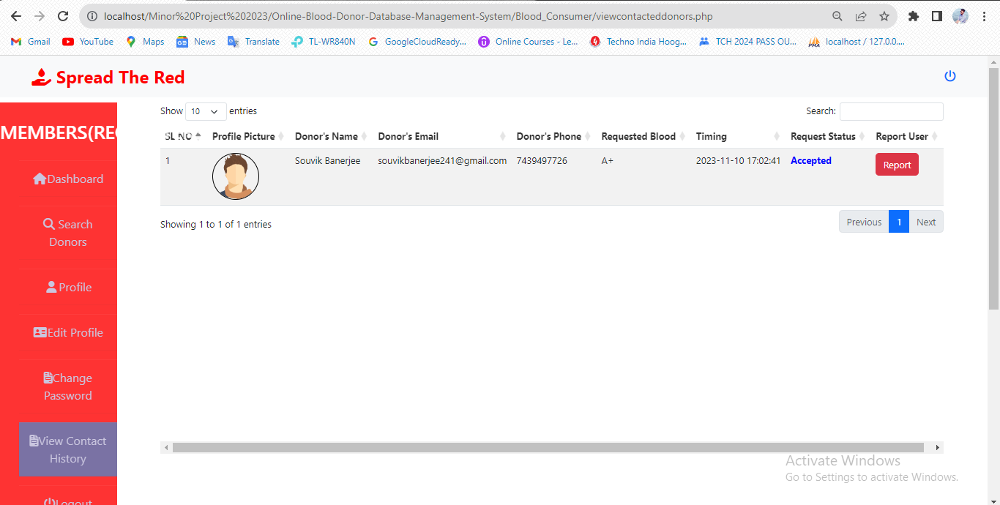 localhost/Minor%20Project%202023/Online-Blood-Donor-Database-Management-System/Blood_Consumer/viewcontacteddonors.php
Gmail YouTube Maps News Translate TL-WR840N GoogleCloudReady... Online Courses - Le... Techno India Hoog... TCH 2024 PASS OU... localhost / 127.0.0....
Spread The Red
MEMBERS(REC
Dashboard
Search
Donors
Profile
Edit Profile
Change
Password
View Contact
History
Logout
Show 10 entries Search:
SL NO Profile Picture Donor's Name Donor's Email Donor's Phone Requested Blood Timing Request Status Report User
1 Souvik Banerjee souvikbanerjee241@gmail.com 7439497726 A+ 2023-11-10 17:02:41 Accepted Report
Showing 1 to 1 of 1 entries Previous 1 Next
Activate Windows
Go to Settings to activate Windows.